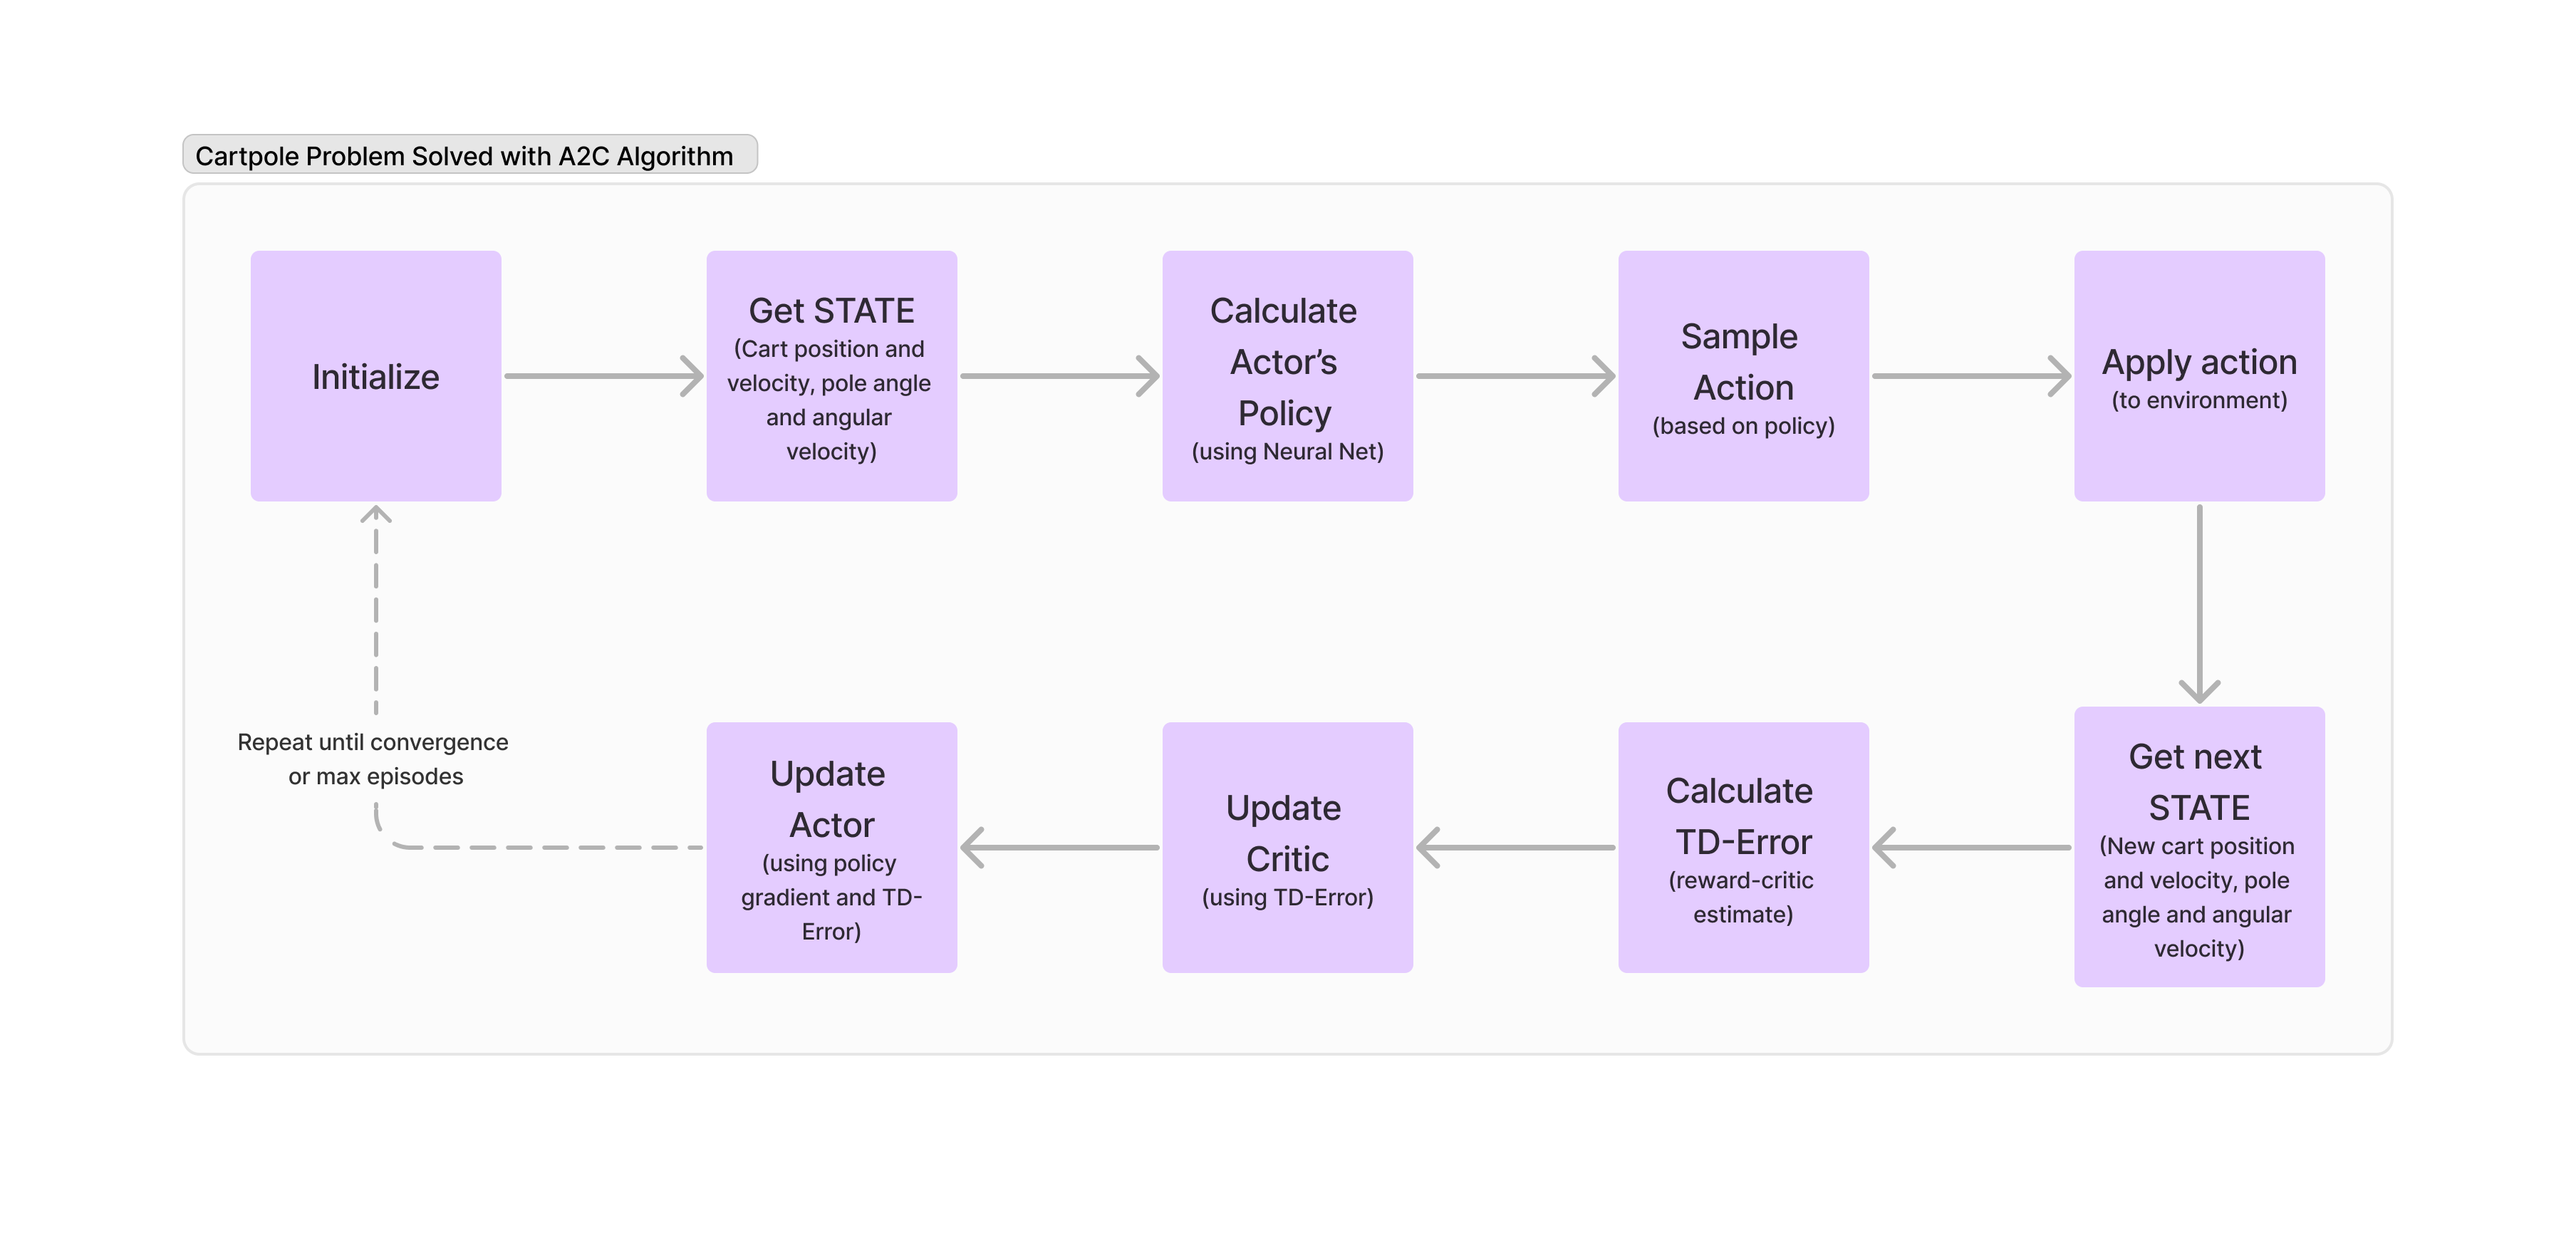 Cartpole Problem Solved with A2C Algorithm
Initialize
Get STATE
(Cart position and
velocity, pole angle
and angular
velocity)
Calculate
Actor’s
Policy
(using Neural Net)
Sample
Action
(based on policy)
Apply action
(to environment)
Get next
STATE
(New cart position
and velocity, pole
angle and angular
velocity)
Calculate
TD-Error
(reward-critic
estimate)
Update
Critic
(using TD-Error)
Update
Actor
(using policy
gradient and TD-
Error)
Repeat until convergence
or max episodes